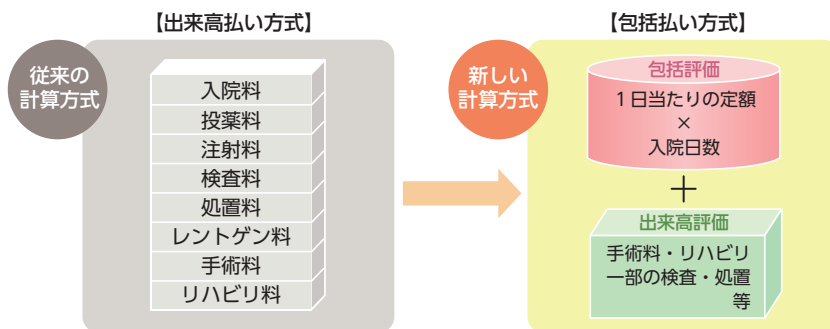 【出来高払い方式】
従来の
計算方式
入院料
投薬料
注射料
検査料
処置料
レントゲン料
手術料
リハビリ料
【包括払い方式】
新しい
計算方式
包括評価
1日当たりの定額
×
入院日数
+
出来高評価
手術料・リハビリ
一部の検査・処置
等